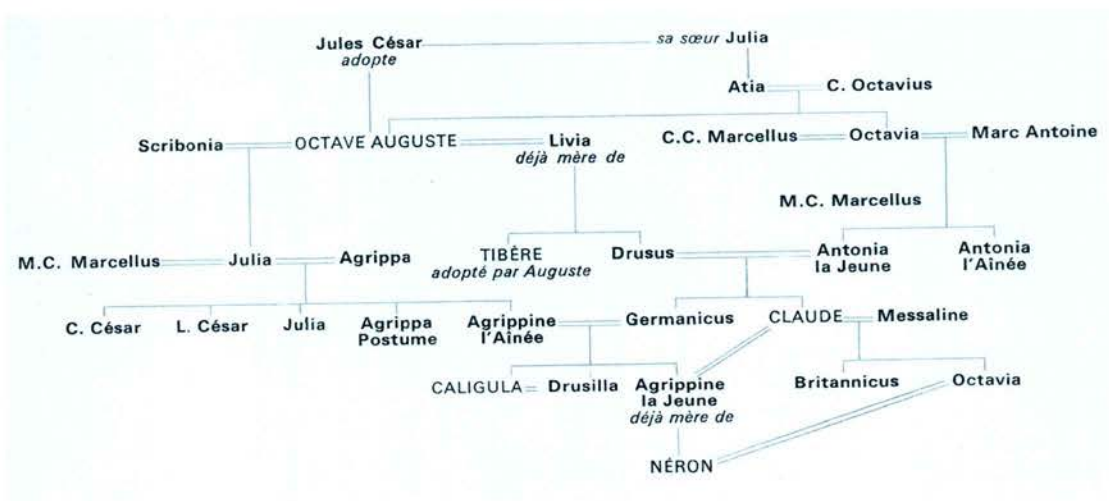 Jules César sa sœur Julia
adopte
Atia C. Octavius
Scribonia OCTAVE AUGUSTE Livia C.C. Marcellus Octavia Marc Antoine
déjà mère de
M.C. Marcellus
M.C. Marcellus Julia Agrippa TIBÈRE Drusus Antonia Antonia
adopté par Auguste la Jeune l'Aînée
C. César L. César Julia Agrippa Agrippine Germanicus CLAUDE Messaline
Postume l'Aînée
CALIGULA Drusilla Agrippine Britannicus Octavia
la Jeune
déjà mère de
NÉRON